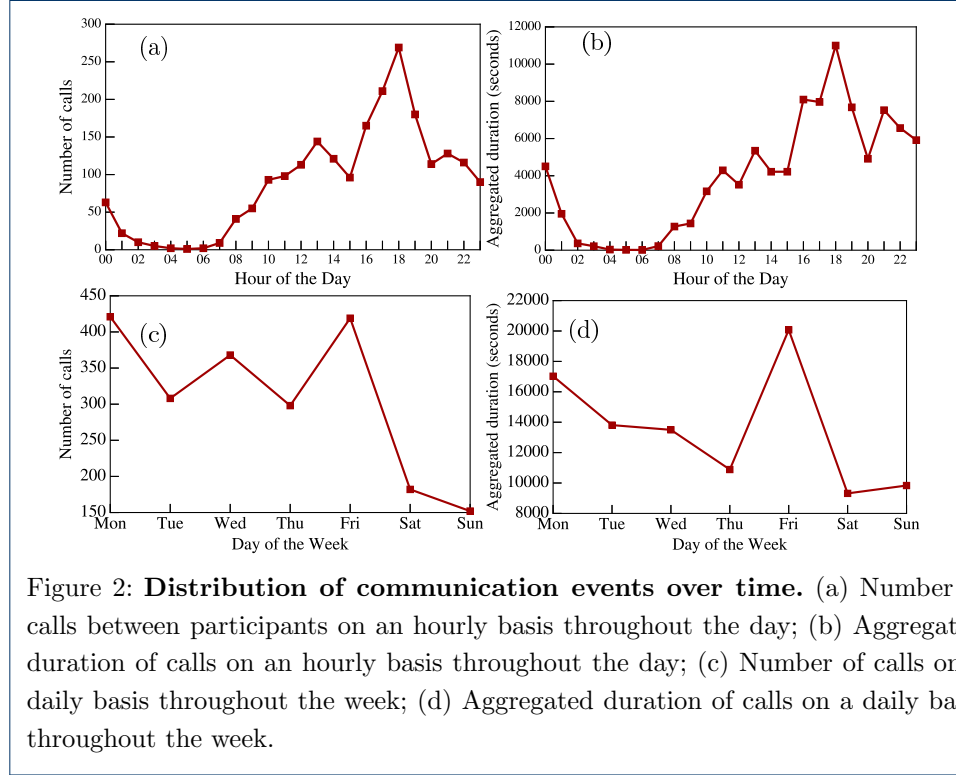 (a)
Number of calls
300
250
200
150
100
50
0
00 02 04 06 08 10 12 14 16 18 20 22
Hour of the Day
(b)
Aggregated duration (seconds)
12000
10000
8000
6000
4000
2000
0
00 02 04 06 08 10 12 14 16 18 20 22
Hour of the Day
(c)
Number of calls
450
400
350
300
250
200
150
Mon Tue Wed Thu Fri Sat Sun
Day of the Week
(d)
Aggregated duration (seconds)
22000
20000
18000
16000
14000
12000
10000
8000
Mon Tue Wed Thu Fri Sat Sun
Day of the Week
Figure 2: Distribution of communication events over time. (a) Number
calls between participants on an hourly basis throughout the day; (b) Aggregat
duration of calls on an hourly basis throughout the day; (c) Number of calls on
daily basis throughout the week; (d) Aggregated duration of calls on a daily ba
throughout the week.